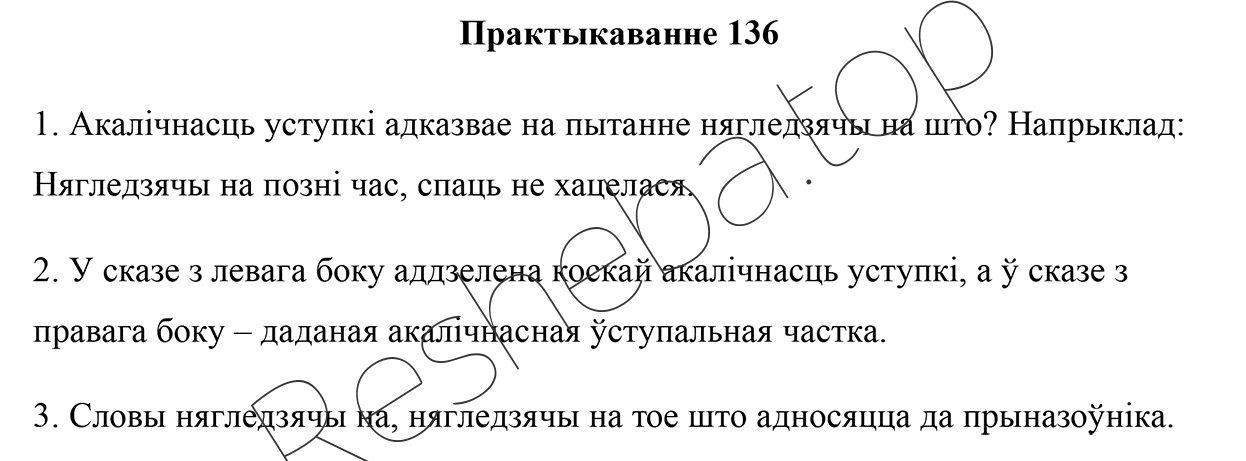 Практыкаванне 136
1. Акалічнасць уступкі адказвае на пытанне нягледзячы на што? Напрыклад:
Нягледзячы на позні час, спаць не хацелася.
2. У сказе з левага боку аддзелена коскай акалічнасць уступкі, а ў сказе з
правага боку – даданая акалічнасная ўступальная частка.
3. Словы нягледзячы на, нягледзячы на тое што адносяцца да прыназоўніка.
Resheba.top